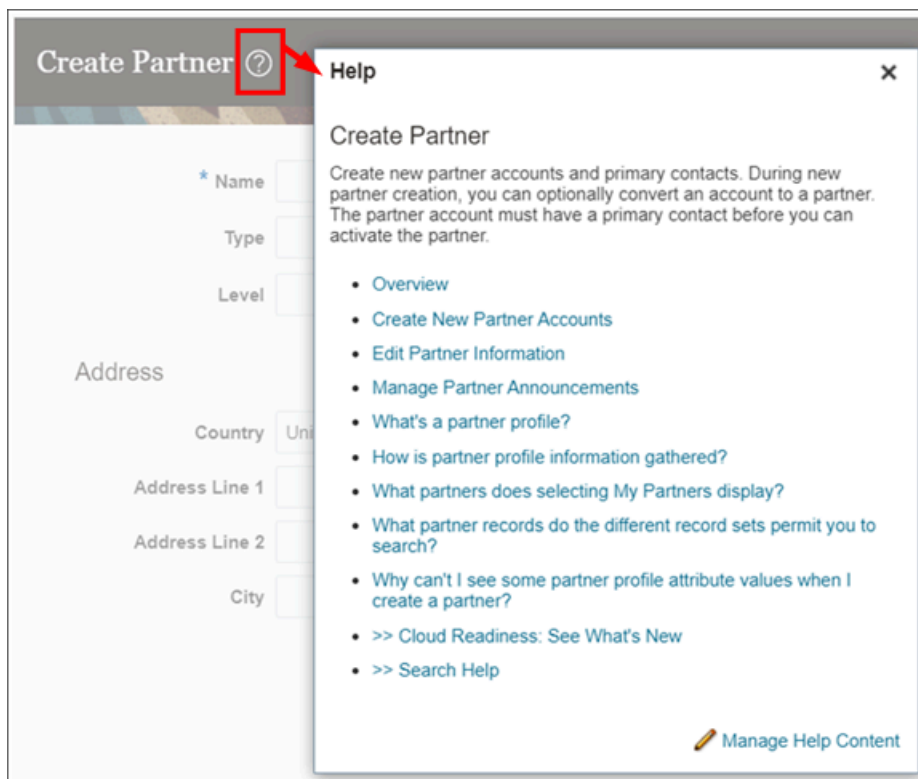 Create Partner ?
Help
×
Create Partner
Create new partner accounts and primary contacts. During new
partner creation, you can optionally convert an account to a partner.
The partner account must have a primary contact before you can
activate the partner.
* Name
Type
Level
Address
Country Uni
Address Line 1
Address Line 2
City
• Overview
• Create New Partner Accounts
• Edit Partner Information
• Manage Partner Announcements
• What's a partner profile?
• How is partner profile information gathered?
• What partners does selecting My Partners display?
• What partner records do the different record sets permit you to
search?
• Why can't I see some partner profile attribute values when I
create a partner?
• >> Cloud Readiness: See What's New
• >> Search Help
Manage Help Content